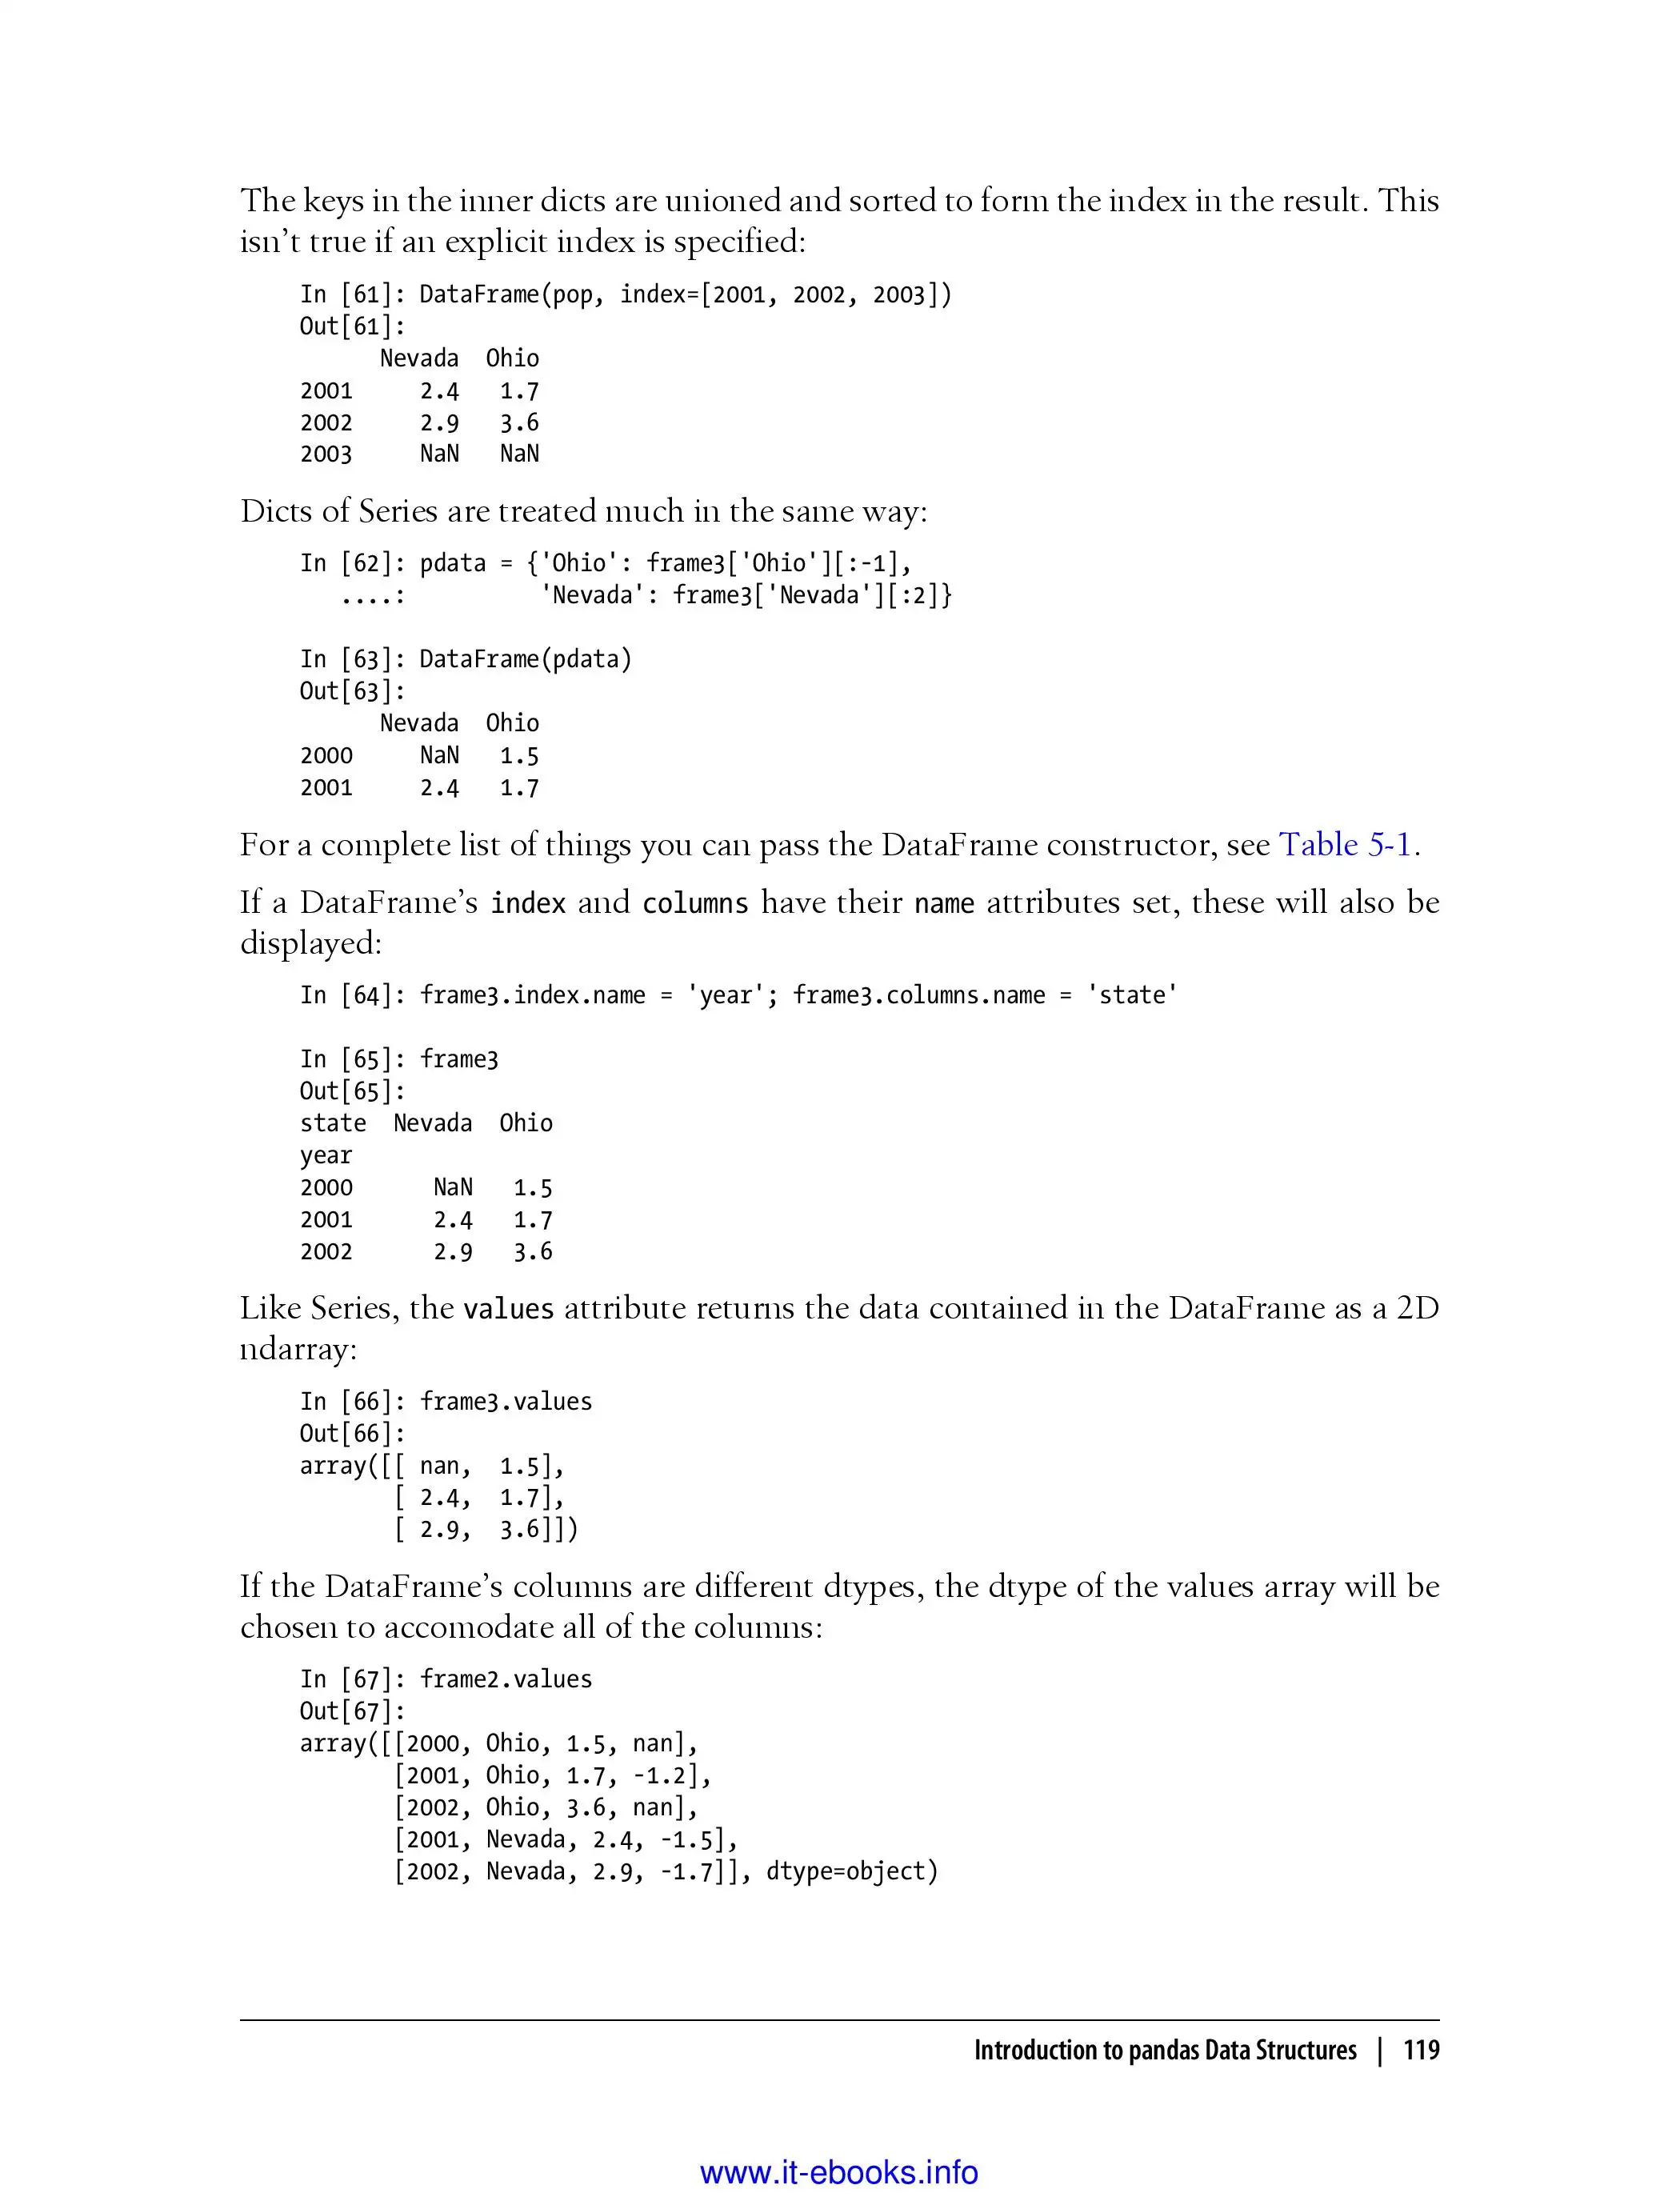 The keys in the inner dicts are unioned and sorted to form the index in the result. This
isn’t true if an explicit index is specified:
In [61]: DataFrame(pop, index=[2001, 2002, 2003])
Out[61]:
      Nevada  Ohio
2001     2.4   1.7
2002     2.9   3.6
2003     NaN   NaN
Dicts of Series are treated much in the same way:
In [62]: pdata = {'Ohio': frame3['Ohio'][:-1],
   ....:          'Nevada': frame3['Nevada'][:2]}
In [63]: DataFrame(pdata)
Out[63]:
      Nevada  Ohio
2000     NaN   1.5
2001     2.4   1.7
For a complete list of things you can pass the DataFrame constructor, see Table 5-1.
If a DataFrame’s index and columns have their name attributes set, these will also be
displayed:
In [64]: frame3.index.name = 'year'; frame3.columns.name = 'state'
In [65]: frame3
Out[65]:
state  Nevada  Ohio
year
2000      NaN   1.5
2001      2.4   1.7
2002      2.9   3.6
Like Series, the values attribute returns the data contained in the DataFrame as a 2D
ndarray:
In [66]: frame3.values
Out[66]:
array([[ nan,  1.5],
       [ 2.4,  1.7],
       [ 2.9,  3.6]])
If the DataFrame’s columns are different dtypes, the dtype of the values array will be
chosen to accomodate all of the columns:
In [67]: frame2.values
Out[67]:
array([[2000, Ohio, 1.5, nan],
       [2001, Ohio, 1.7, -1.2],
       [2002, Ohio, 3.6, nan],
       [2001, Nevada, 2.4, -1.5],
       [2002, Nevada, 2.9, -1.7]], dtype=object)
Introduction to pandas Data Structures | 119
www.it-ebooks.info